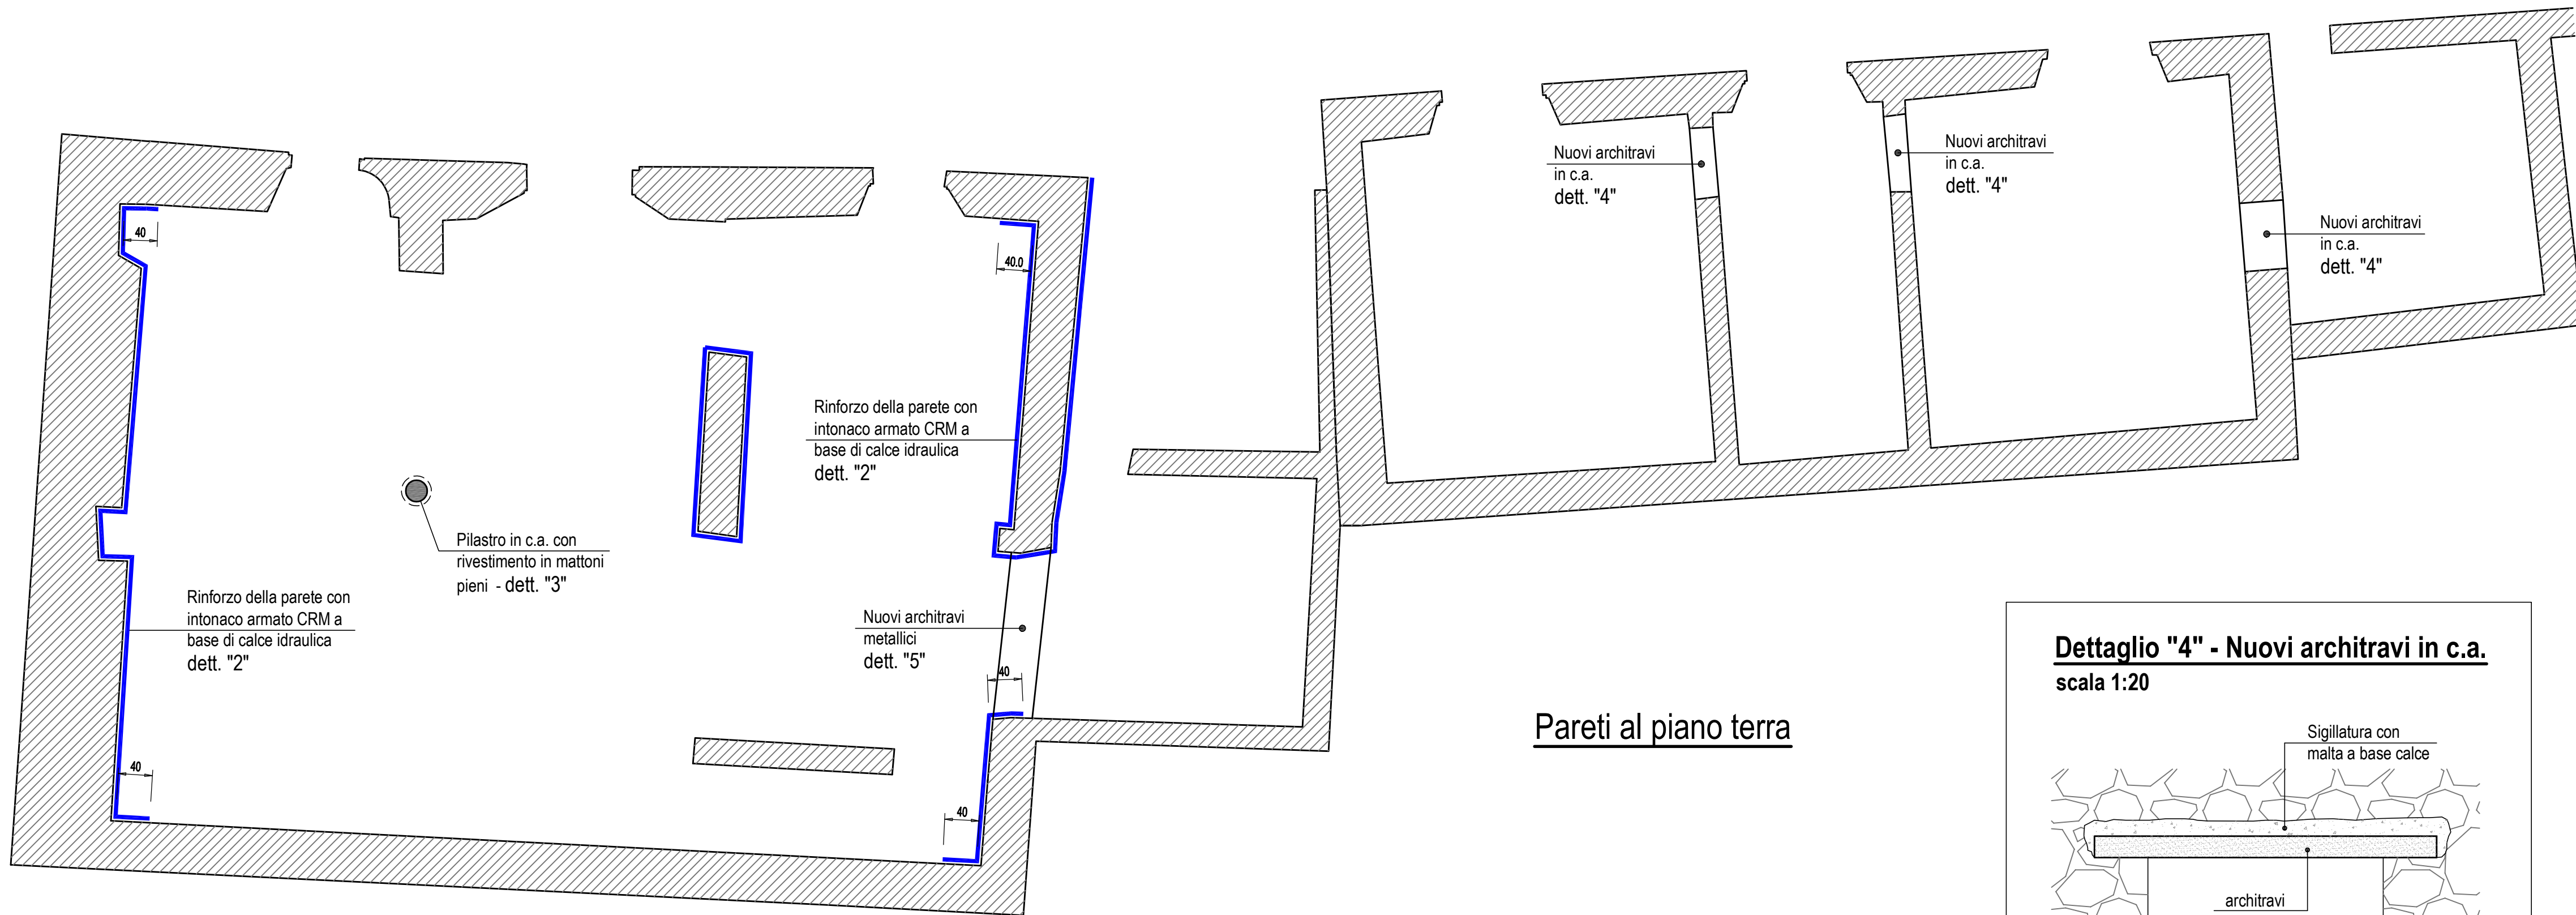 Nuovi architravi
in c.a.
dett. "4"
Nuovi architravi
in c.a.
dett. "4"
Nuovi architravi
in c.a.
dett. "4"
40
40.0
Rinforzo della parete con
intonaco armato CRM a
base di calce idraulica
dett. "2"
Pilastro in c.a. con
rivestimento in mattoni
pieni - dett. "3"
Rinforzo della parete con
intonaco armato CRM a
base di calce idraulica
dett. "2"
Nuovi architravi
metallici
dett. "5"
40
40
40
Pareti al piano terra
Dettaglio "4" - Nuovi architravi in c.a.
scala 1:20
Sigillatura con
malta a base calce
architravi